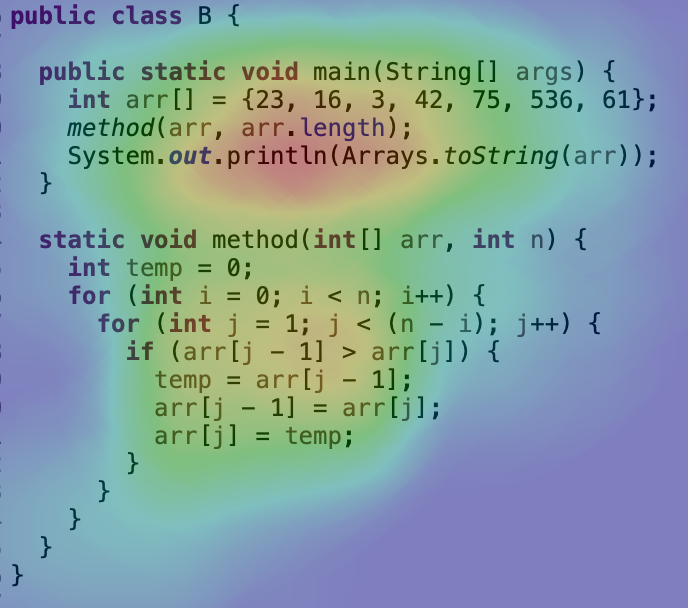 public class B {
public static void main(String[] args) {
int arr[] = {23, 16, 3, 42, 75, 536, 61};
method(arr, arr.length);
System.out.println(Arrays.toString(arr));
}
static void method(int[] arr, int n) {
int temp = 0;
for (int i = 0; i < n; i++) {
for (int j = 1; j < (n - i); j++) {
if (arr[j - 1] > arr[j]) {
temp = arr[j - 1];
arr[j - 1] = arr[j];
arr[j] = temp;
}
}
}
}
}